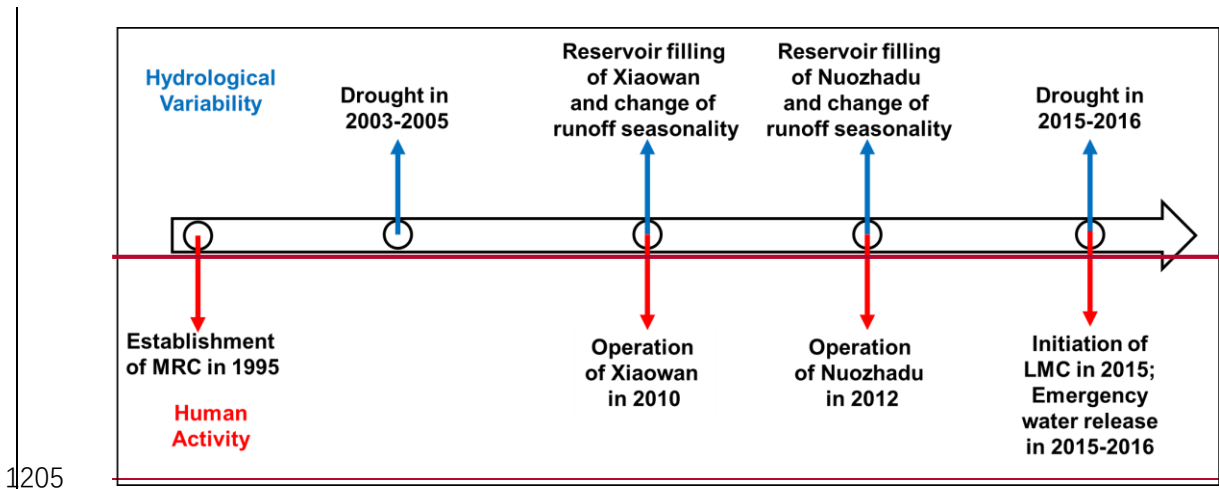 Hydrological
Variability
Drought in
2003-2005
Reservoir filling
of Xiaowan
and change of
runoff seasonality
Reservoir filling
of Nuozhadu
and change of
runoff seasonality
Drought in
2015-2016
Establishment
of MRC in 1995
Human
Activity
Operation
of Xiaowan
in 2010
Operation
of Nuozhadu
in 2012
Initiation of
LMC in 2015;
Emergency
water release
in 2015-2016
1205